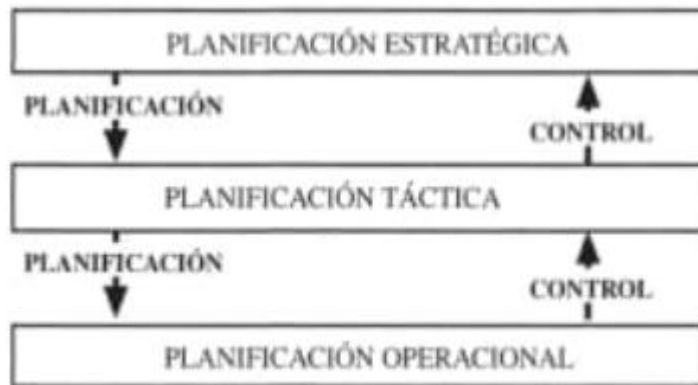 PLANIFICACIÓN ESTRATÉGICA
PLANIFICACIÓN
CONTROL
PLANIFICACIÓN TÁCTICA
PLANIFICACIÓN
CONTROL
PLANIFICACIÓN OPERACIONAL